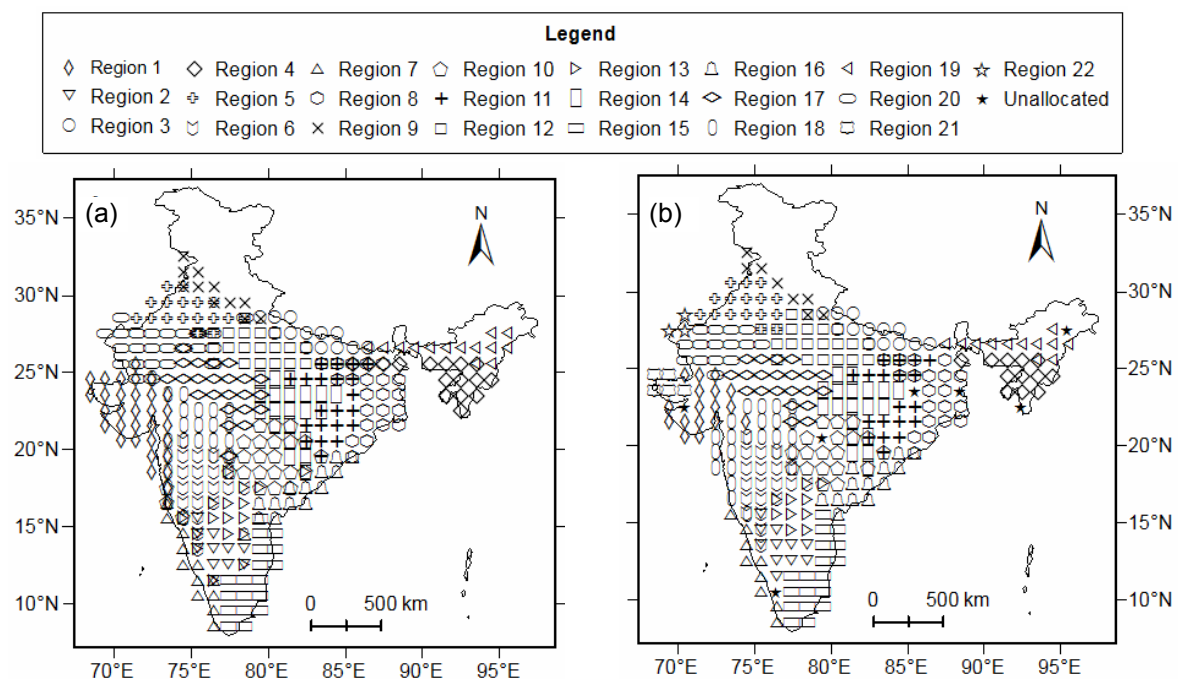 Legend
Region 1 Region 4 Region 7 Region 10 Region 13 Region 16 Region 19 Region 22
Region 2 Region 5 Region 8 Region 11 Region 14 Region 17 Region 20 Unallocated
Region 3 Region 6 Region 9 Region 12 Region 15 Region 18 Region 21
(a)
N
35°N
30°N
25°N
20°N
15°N
10°N
0 500 km
70°E 75°E 80°E 85°E 90°E 95°E
(b)
N
35°N
30°N
25°N
20°N
15°N
10°N
0 500 km
70°E 75°E 80°E 85°E 90°E 95°E